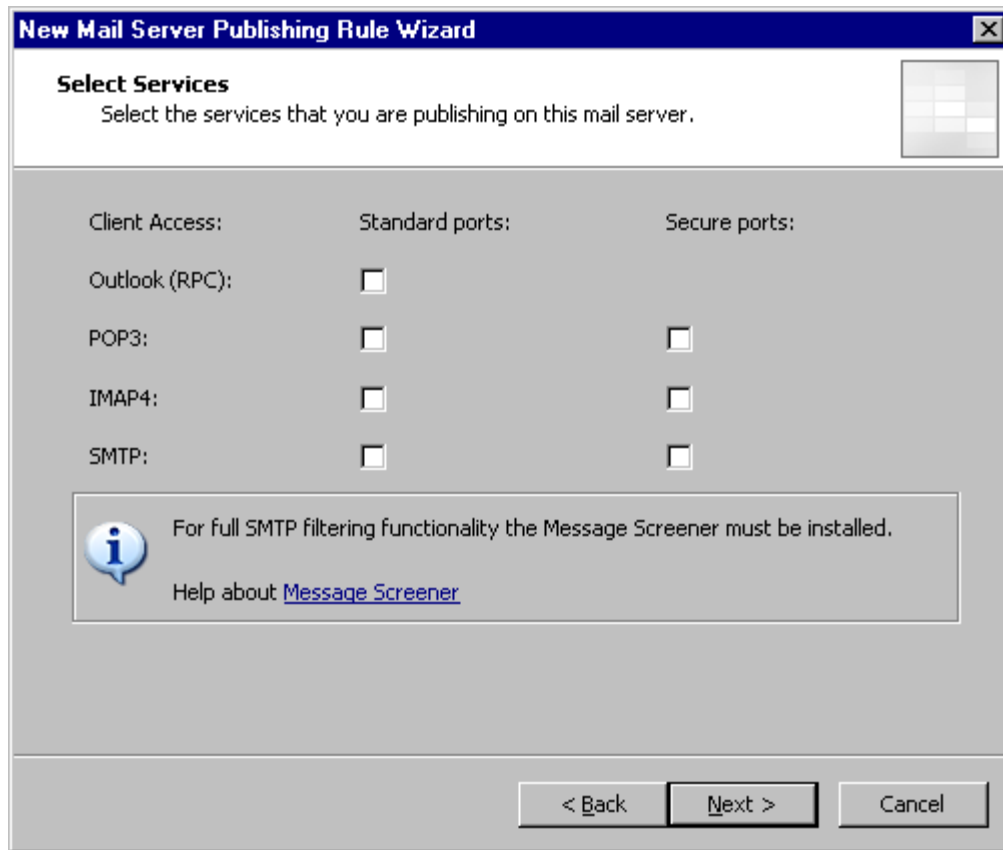 New Mail Server Publishing Rule Wizard
Select Services
Select the services that you are publishing on this mail server.
Client Access: Standard ports: Secure ports:
Outlook (RPC):
POP3:
IMAP4:
SMTP:
For full SMTP filtering functionality the Message Screener must be installed.
Help about Message Screener
< Back Next > Cancel